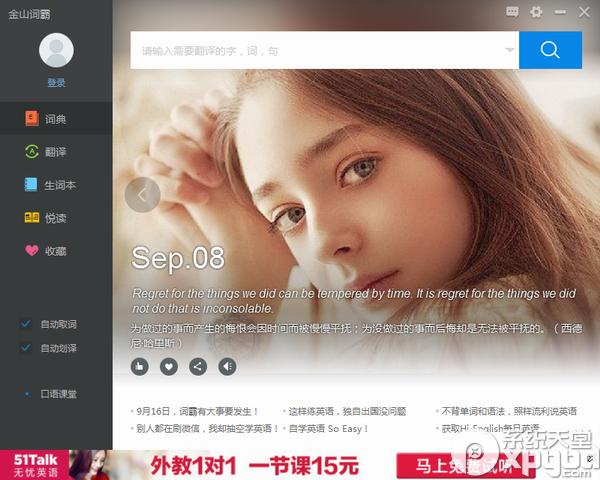 金山词霸
登录
词典
翻译
生词本
悦读
收藏
自动取词
自动划译
口语课堂
请输入需要翻译的字，词，句
Sep.08
Regret for the things we did can be tempered by time. It is regret for the things we did
not do that is inconsolable.
为做过的事而产生的悔恨会因时间而被慢慢平抚；为没做过的事而后悔却是无法被平抚的。（西德
尼·哈里斯）
9月16日，词霸有大事要发生！
这样练英语，独自出国没问题
不背单词和语法，照样流利说英语
别人都在刷微信，我却抽空学英语！
自学英语 So Easy！
获取Hi English每日英语
51Talk
无忧英语
外教1对1 一节课15元
马上免费试听
系统天堂
xpgbu